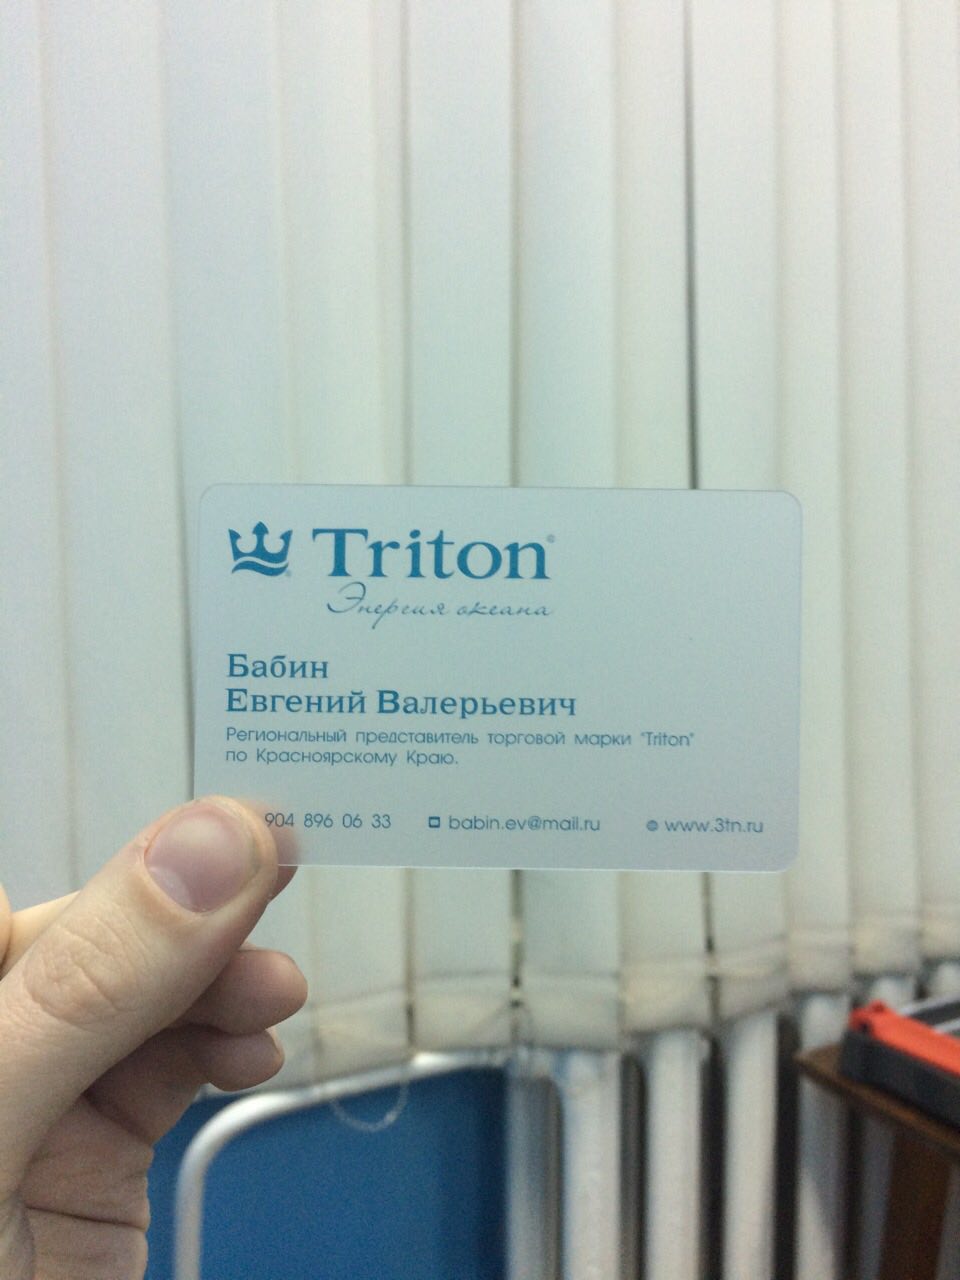 Triton
Энергия океана
Бабин
Евгений Валерьевич
Региональный представитель торговой марки "Triton"
по Красноярскому Краю.
904 896 06 33 babin.ev@mail.ru www.3tn.ru